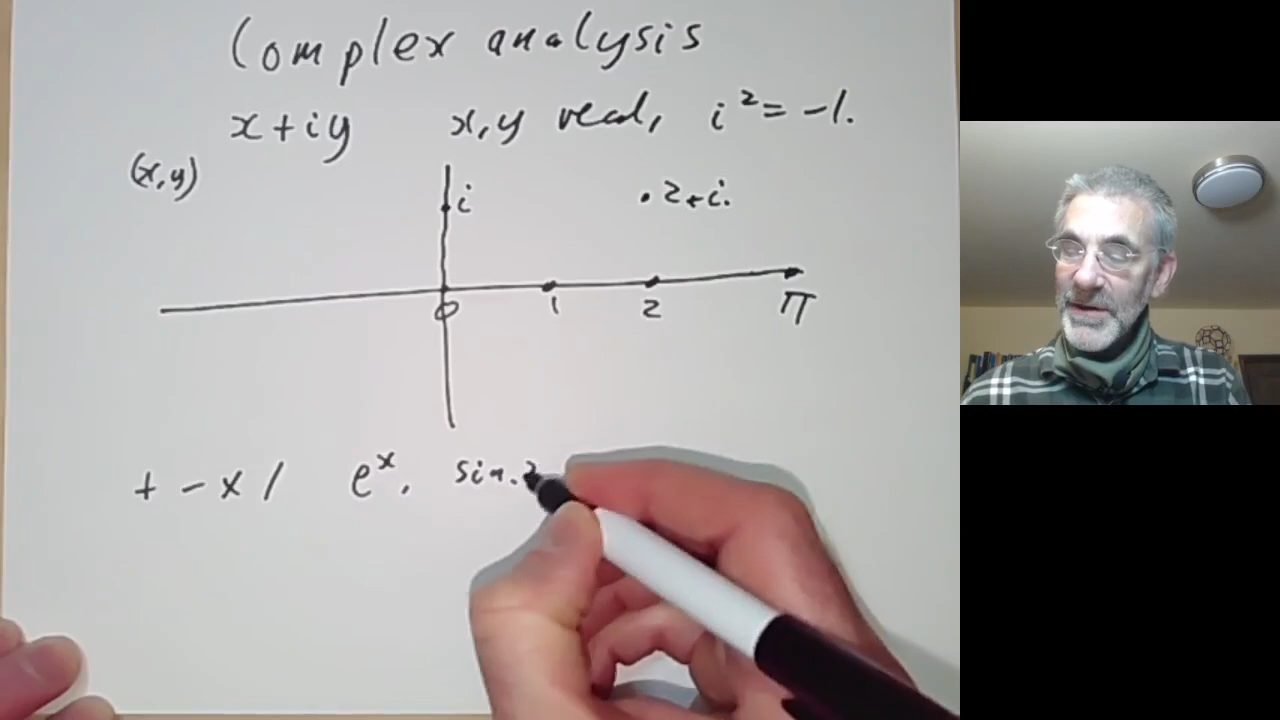 Complex analysis
x + iy x, y real, i² = -1.
(x, y)
i . 2+i.
0 1 2 π
+ - x / eˣ, sin.